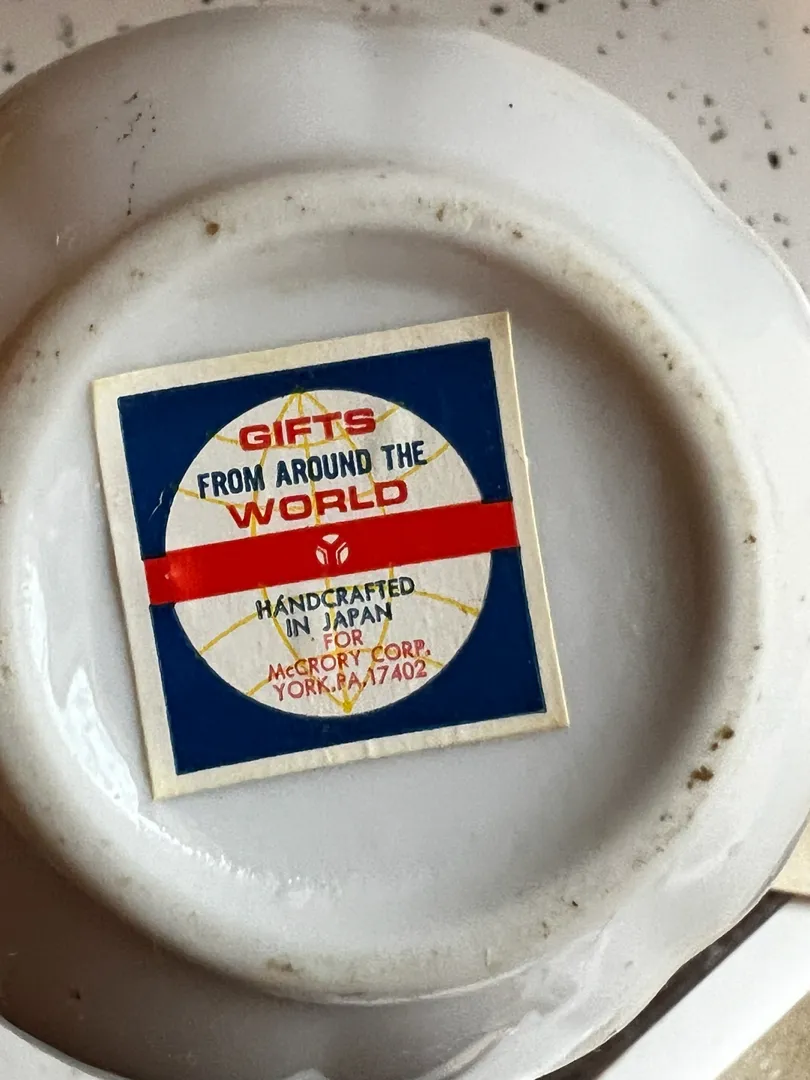 GIFTS
FROM AROUND THE
WORLD
HANDCRAFTED
IN JAPAN
FOR
McCRORY CORP.
YORK, PA. 17402